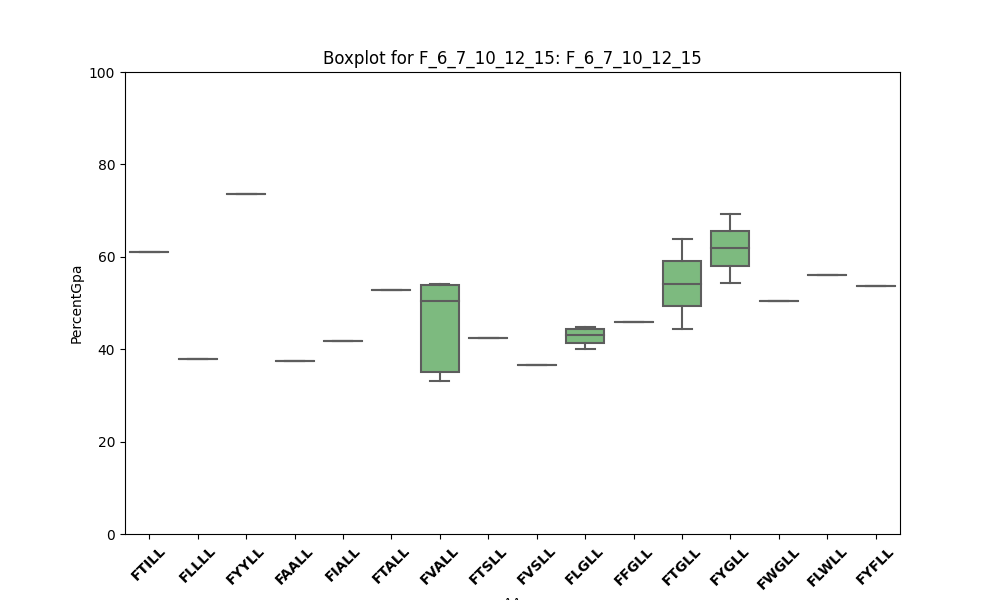 Boxplot for F_6_7_10_12_15: F_6_7_10_12_15
PercentGpa
100
80
60
40
20
0
FTILL
FLLLL
FYYLL
FAALL
FIALL
FTALL
FVALL
FTSLL
FVSLL
FLGLL
FFGLL
FTGLL
FYGLL
FWGLL
FLWLL
FYFLL